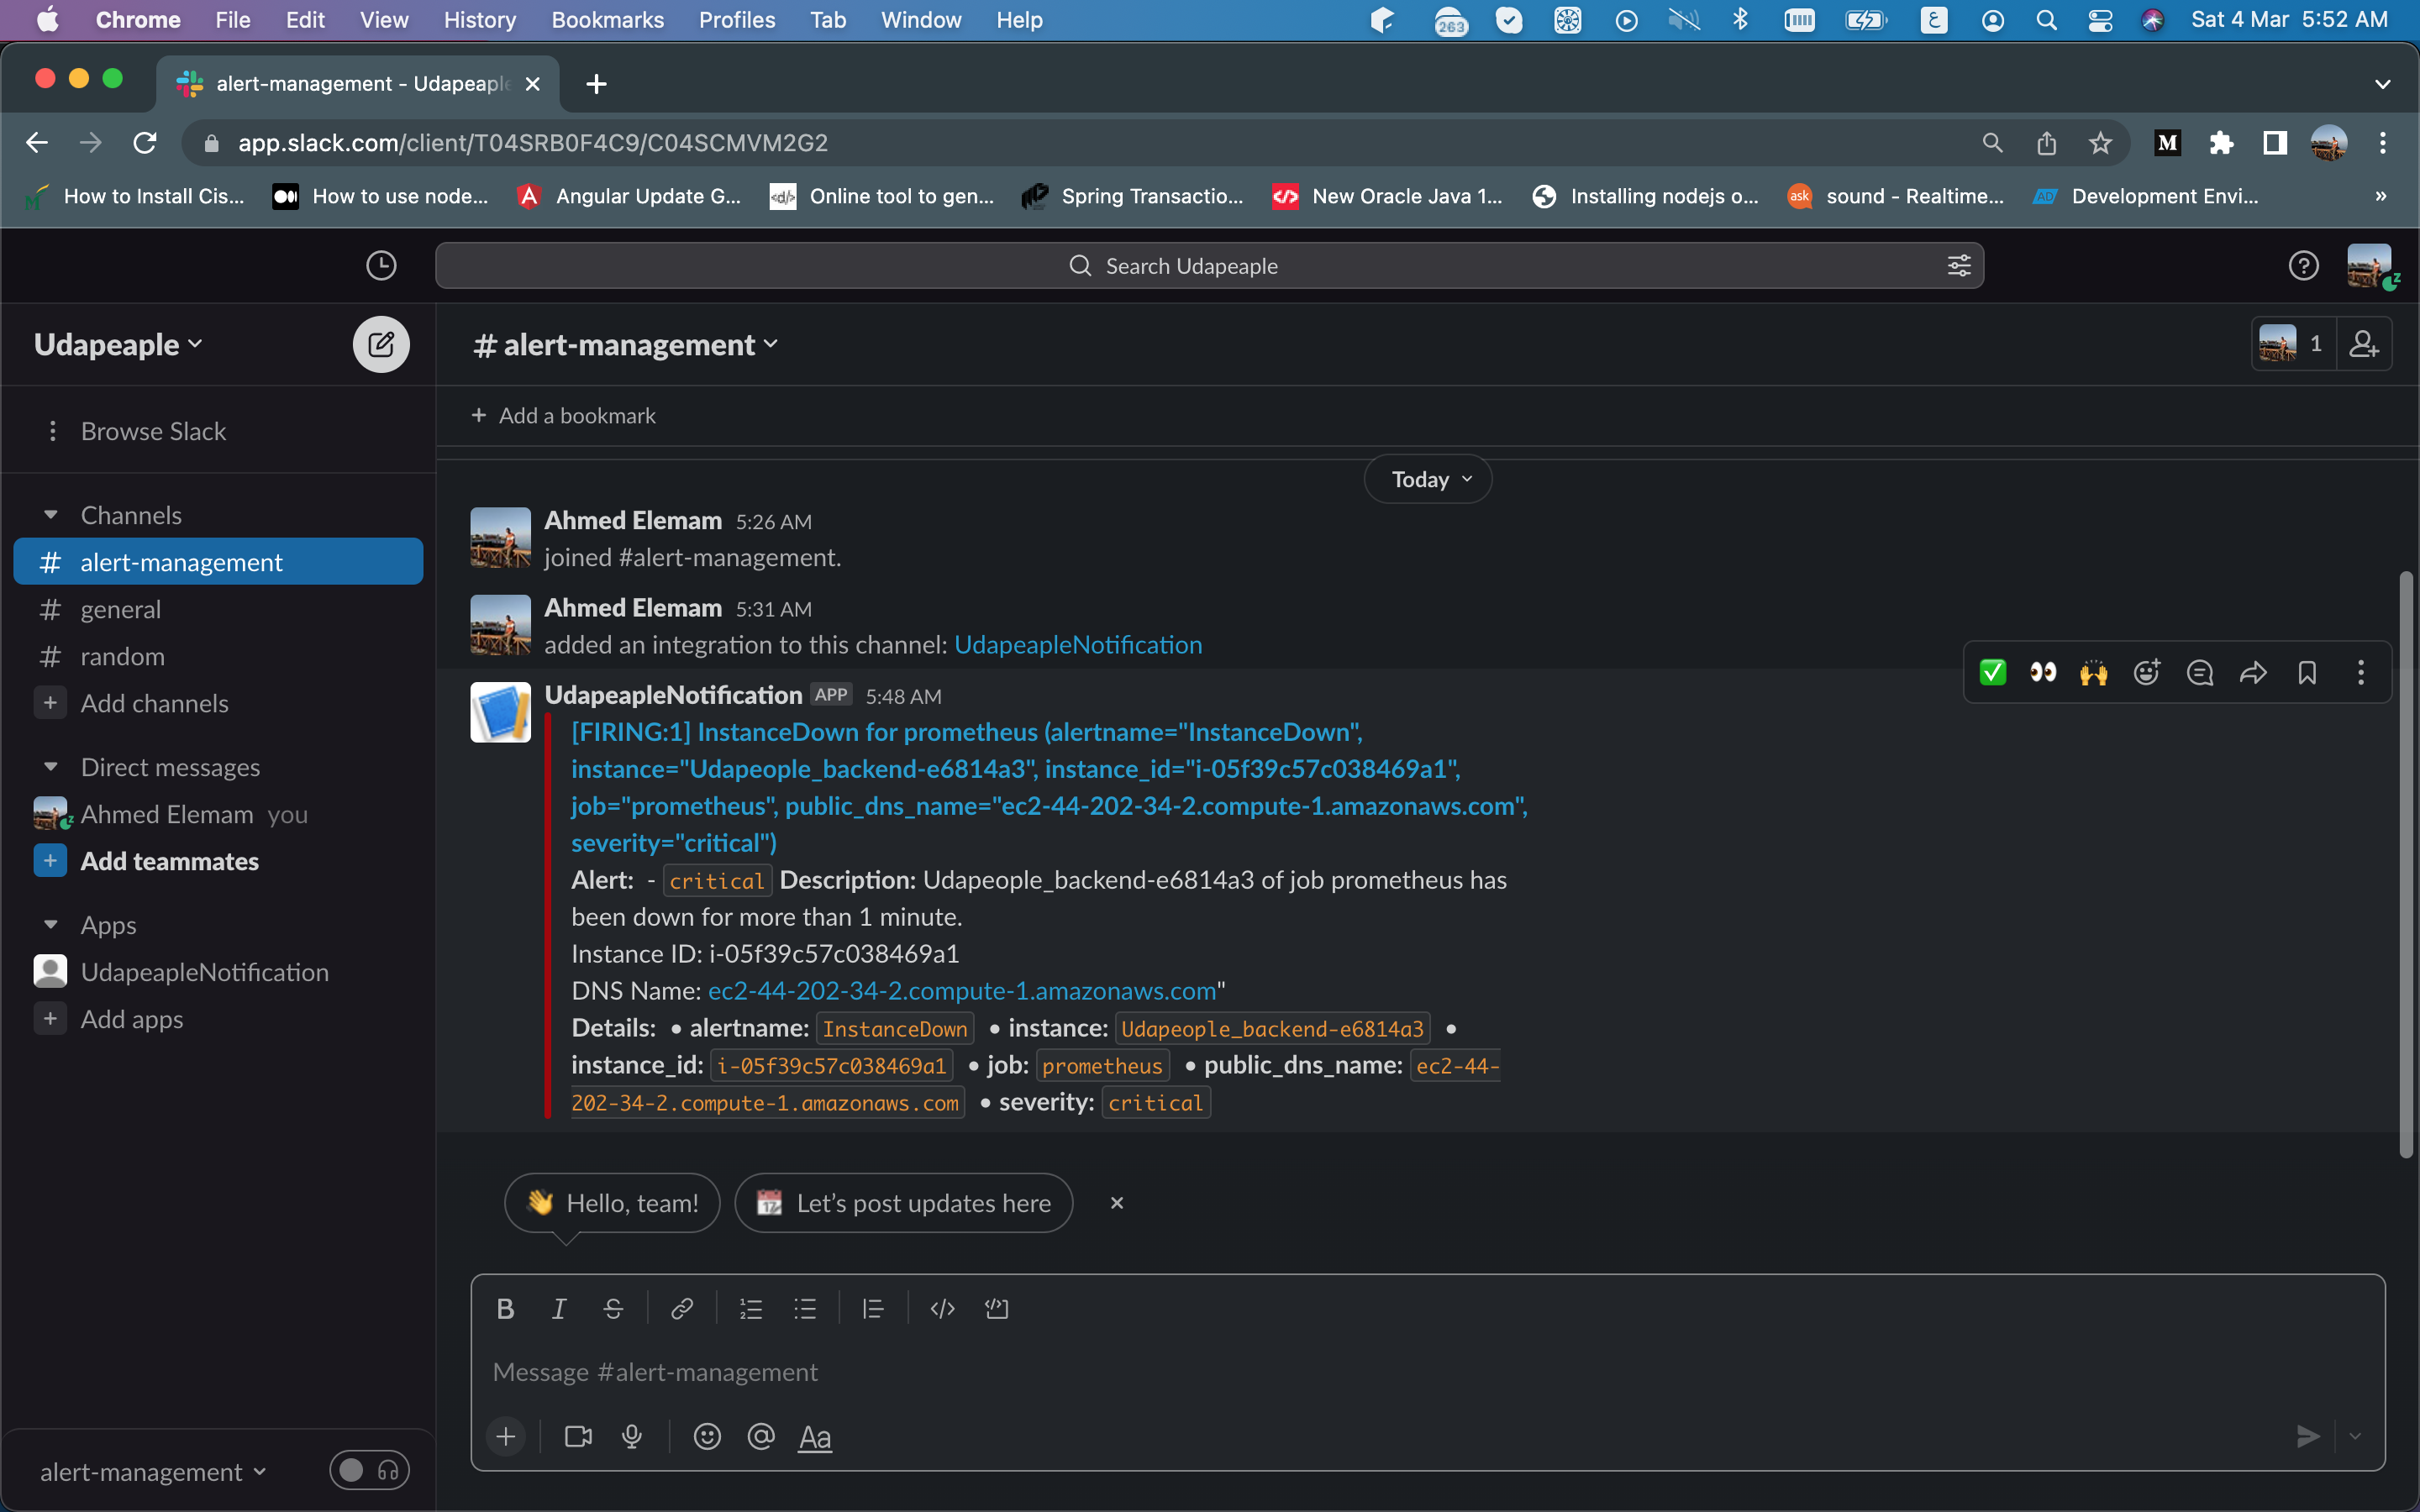 Chrome File Edit View History Bookmarks Profiles Tab Window Help 263 ع Sat 4 Mar 5:52 AM
alert-management - Udapeaple
app.slack.com/client/T04SRB0F4C9/C04SCMVM2G2 M
How to Install Cis... How to use node... Angular Update G... Online tool to gen... Spring Transactio... New Oracle Java 1... Installing nodejs o... ask sound - Realtime... AD Development Envi... »
Search Udapeaple
Udapeaple
# alert-management
1
+ Add a bookmark
Browse Slack
Channels
# alert-management
# general
# random
+ Add channels
Direct messages
Ahmed Elemam you
+ Add teammates
Apps
UdapeapleNotification
+ Add apps
Today
Ahmed Elemam 5:26 AM
joined #alert-management.
Ahmed Elemam 5:31 AM
added an integration to this channel: UdapeapleNotification
UdapeapleNotification APP 5:48 AM
[FIRING:1] InstanceDown for prometheus (alertname="InstanceDown",
instance="Udapeople_backend-e6814a3", instance_id="i-05f39c57c038469a1",
job="prometheus", public_dns_name="ec2-44-202-34-2.compute-1.amazonaws.com",
severity="critical")
Alert: - critical Description: Udapeople_backend-e6814a3 of job prometheus has
been down for more than 1 minute.
Instance ID: i-05f39c57c038469a1
DNS Name: ec2-44-202-34-2.compute-1.amazonaws.com"
Details: • alertname: InstanceDown • instance: Udapeople_backend-e6814a3 •
instance_id: i-05f39c57c038469a1 • job: prometheus • public_dns_name: ec2-44-
202-34-2.compute-1.amazonaws.com • severity: critical
👋 Hello, team! 📆 Let's post updates here ×
B I S
Message #alert-management
+ @ Aa
alert-management